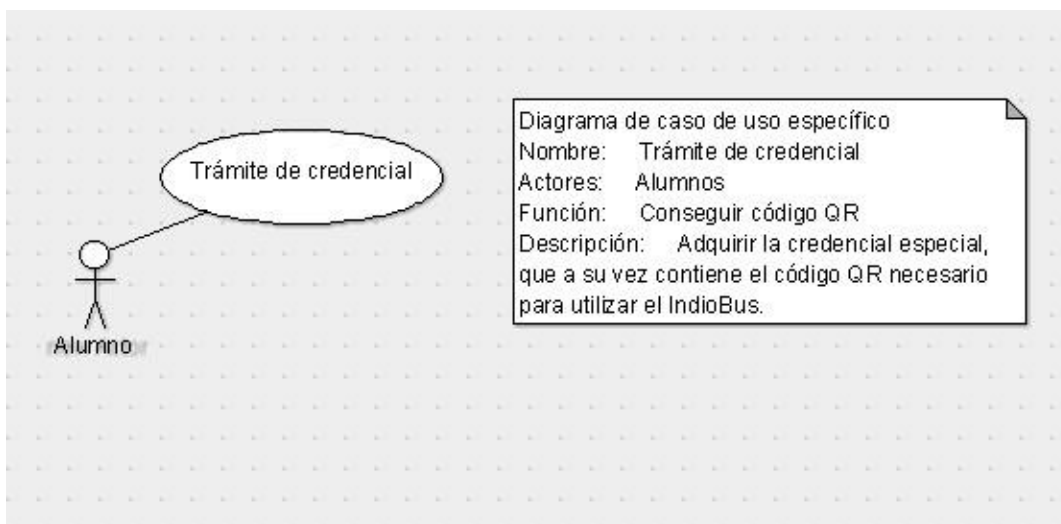 Trámite de credencial
Alumno
Diagrama de caso de uso específico
Nombre: Trámite de credencial
Actores: Alumnos
Función: Conseguir código QR
Descripción: Adquirir la credencial especial,
que a su vez contiene el código QR necesario
para utilizar el IndioBus.